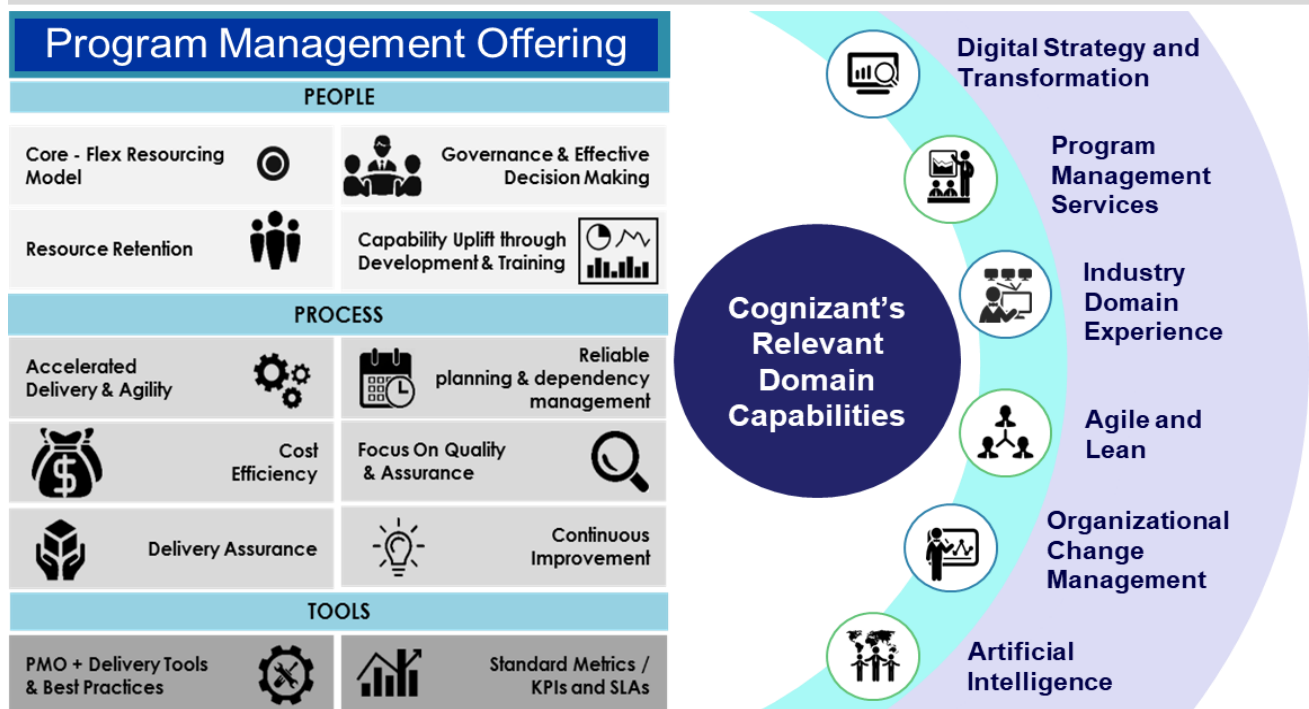 Program Management Offering
PEOPLE
Core - Flex Resourcing
Model
Governance & Effective
Decision Making
Resource Retention
Capability Uplift through
Development & Training
PROCESS
Accelerated
Delivery & Agility
Reliable
planning & dependency
management
Cost
Efficiency
Focus On Quality
& Assurance
Delivery Assurance
Continuous
Improvement
TOOLS
PMO + Delivery Tools
& Best Practices
Standard Metrics /
KPIs and SLAs
Cognizant's
Relevant
Domain
Capabilities
Digital Strategy and
Transformation
Program
Management
Services
Industry
Domain
Experience
Agile and
Lean
Organizational
Change
Management
Artificial
Intelligence